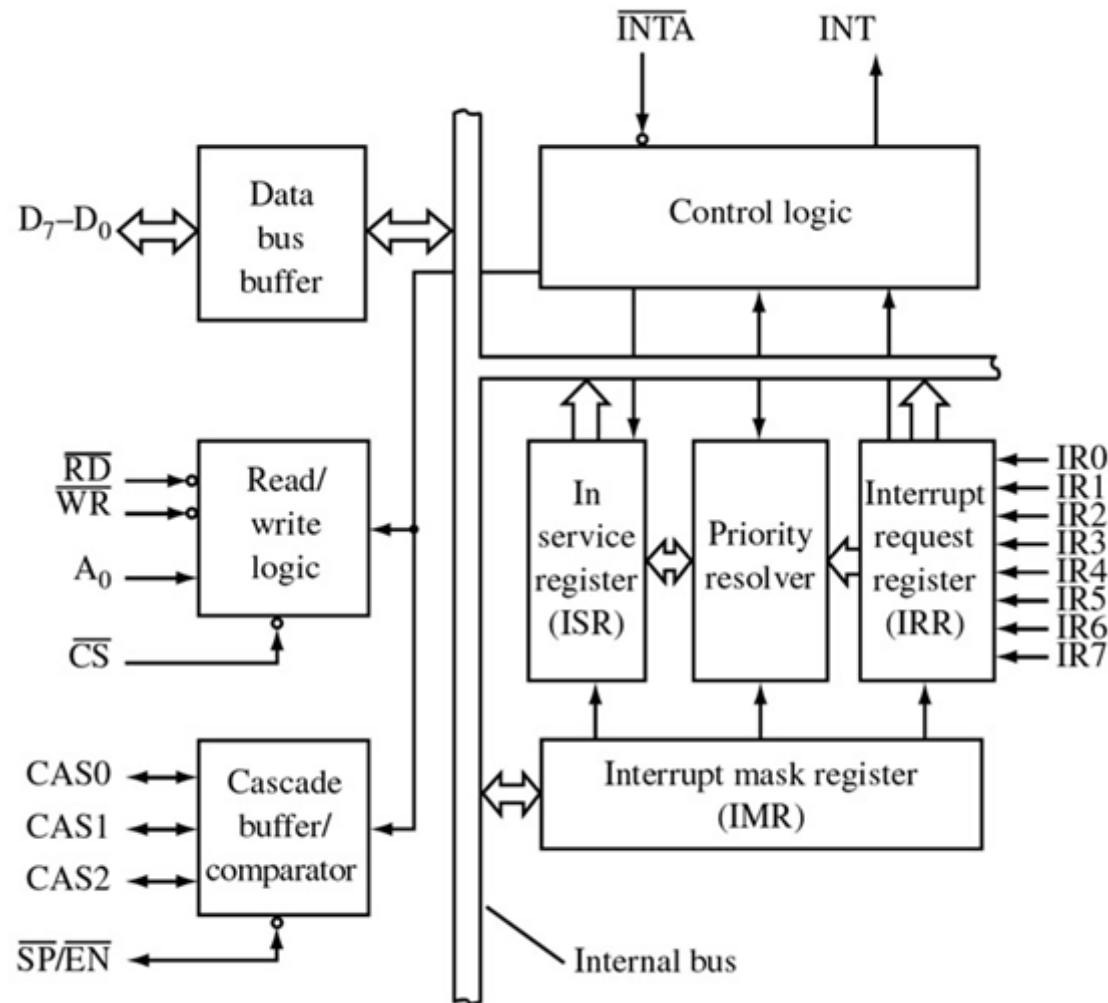 INTA
INT
Data
bus
buffer
D7–D0
Control logic
RD
WR
A0
CS
Read/
write
logic
In
service
register
(ISR)
Priority
resolver
Interrupt
request
register
(IRR)
IR0
IR1
IR2
IR3
IR4
IR5
IR6
IR7
CAS0
CAS1
CAS2
SP/EN
Cascade
buffer/
comparator
Interrupt mask register
(IMR)
Internal bus